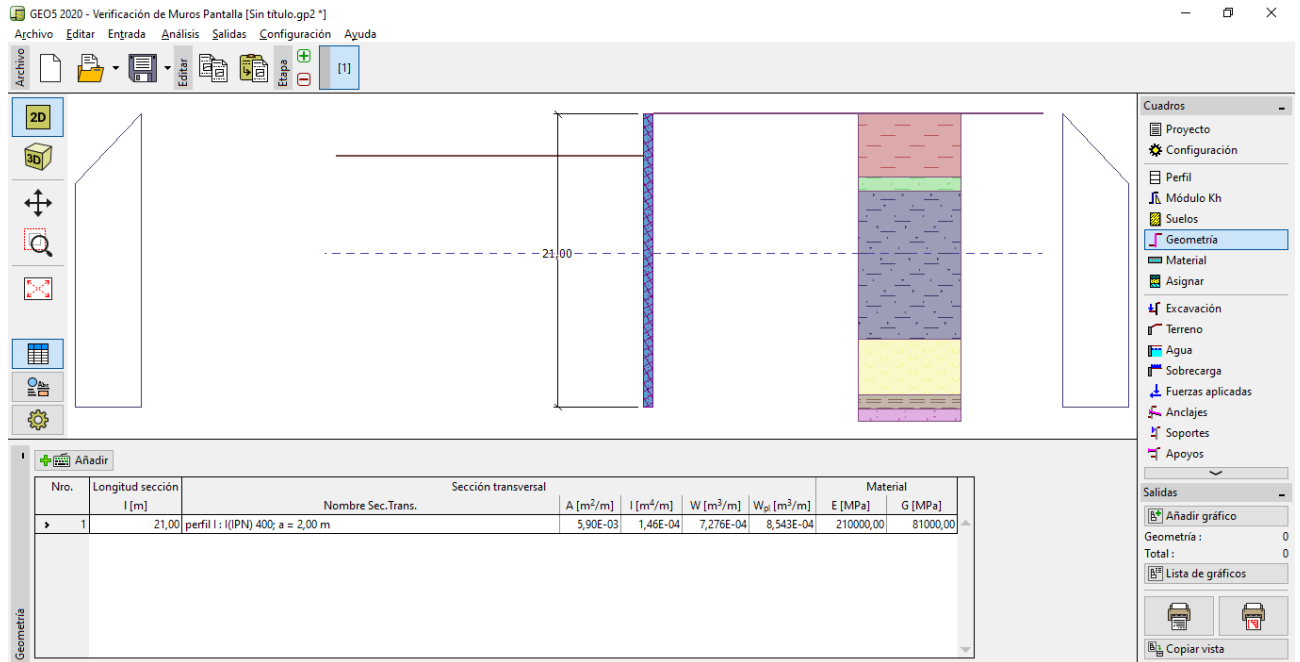 GEO5 2020 - Verificación de Muros Pantalla [Sin título.gp2 *]
Archivo Editar Entrada Análisis Salidas Configuración Ayuda
Archivo
Editar
Etapa
[1]
2D
3D
Abc
21,00
Cuadros
Proyecto
Configuración
Perfil
Módulo Kh
Suelos
Geometría
Material
Asignar
Excavación
Terreno
Agua
Sobrecarga
Fuerzas aplicadas
Anclajes
Soportes
Apoyos
Salidas
Añadir gráfico
Geometría : 0
Total : 0
Lista de gráficos
Copiar vista
Geometría
Añadir
Nro. Longitud sección Sección transversal Material
l [m] Nombre Sec.Trans. A [m²/m] I [m⁴/m] W [m³/m] Wpl [m³/m] E [MPa] G [MPa]
> 1 21,00 perfil I : I(IPN) 400; a = 2,00 m 5,90E-03 1,46E-04 7,276E-04 8,543E-04 210000,00 81000,00